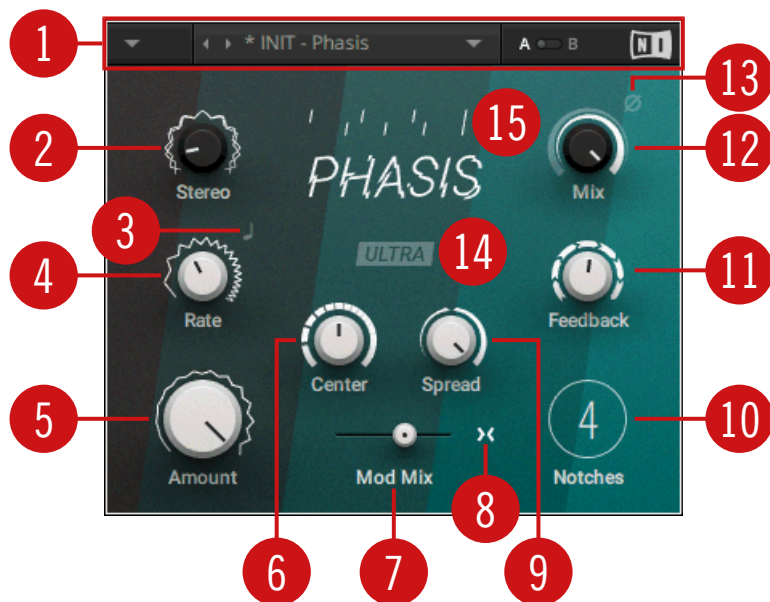 1
* INIT - Phasis
A B
NI
13
2
15
12
PHASIS
Stereo
Mix
3
4
ULTRA
14
11
Rate
Feedback
Center
Spread
5
4
10
Amount
Mod Mix
Notches
6
7
8
9